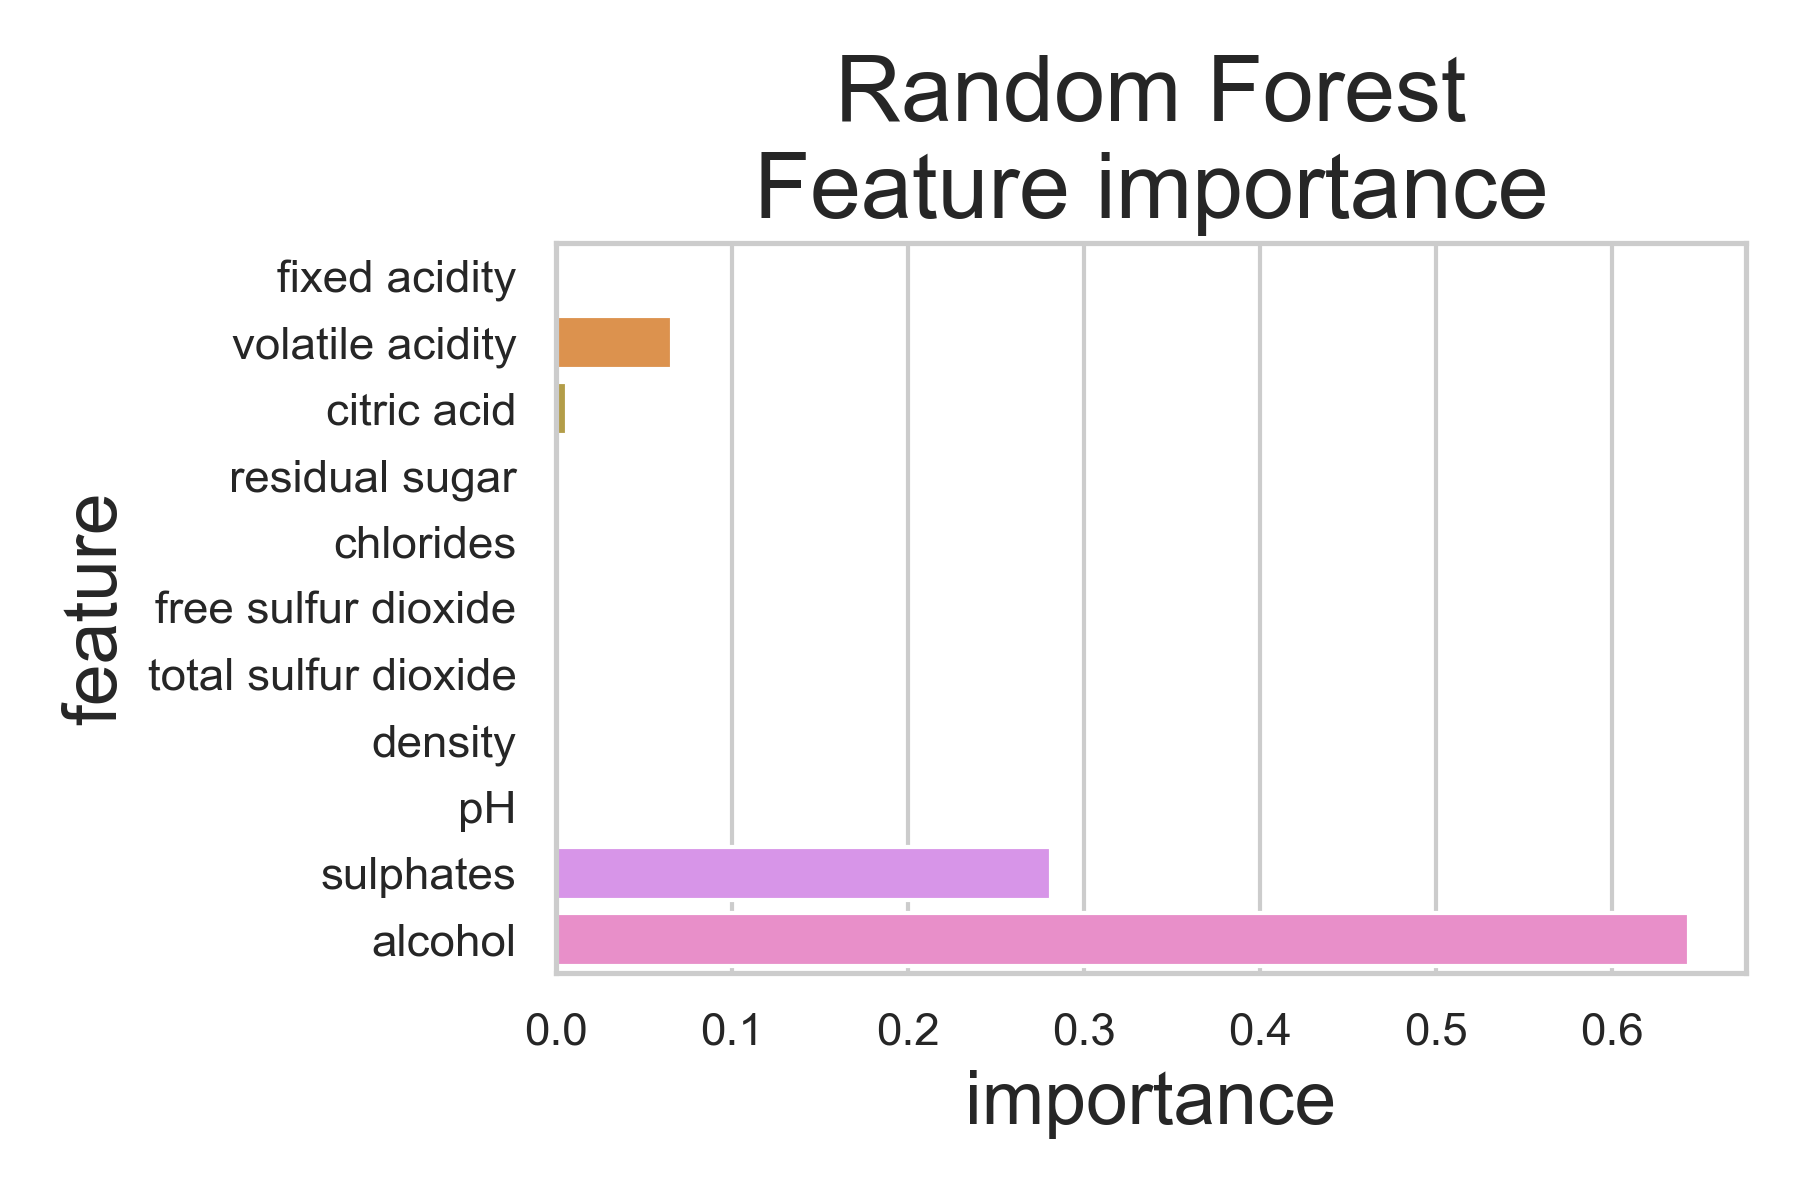 Random Forest
Feature importance
fixed acidity
volatile acidity
citric acid
residual sugar
chlorides
free sulfur dioxide
total sulfur dioxide
density
pH
sulphates
alcohol
feature
0.0 0.1 0.2 0.3 0.4 0.5 0.6
importance